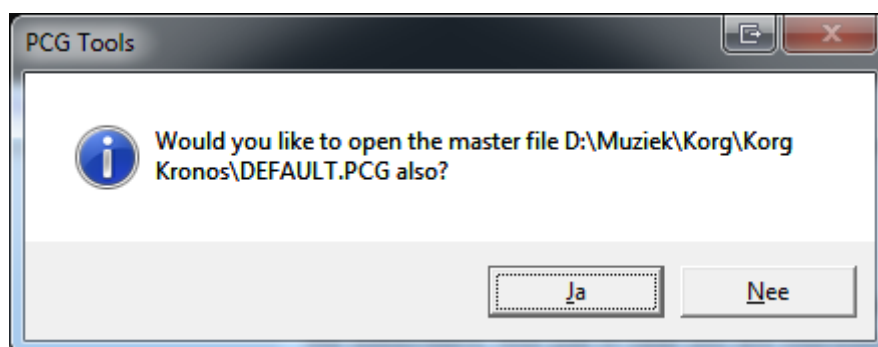 PCG Tools
Would you like to open the master file D:\Muziek\Korg\Korg
Kronos\DEFAULT.PCG also?
Ja
Nee